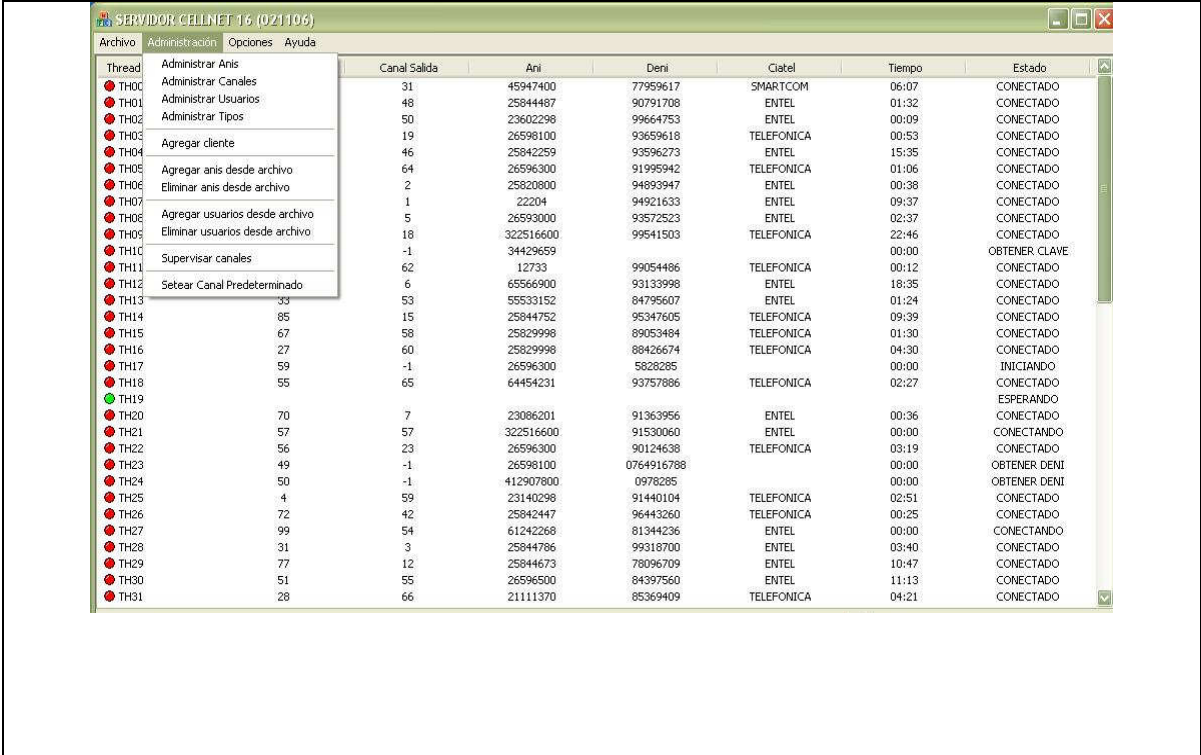 SERVIDOR CELLNET 16 (021106)
Archivo Administración Opciones Ayuda
Thread Canal Salida Ani Deni Ciatel Tiempo Estado
Administrar Anis
Administrar Canales
Administrar Usuarios
Administrar Tipos
Agregar cliente
Agregar anis desde archivo
Eliminar anis desde archivo
Agregar usuarios desde archivo
Eliminar usuarios desde archivo
Supervisar canales
Setear Canal Predeterminado
TH00 31 45947400 77959617 SMARTCOM 06:07 CONECTADO
TH01 48 25844487 90791708 ENTEL 01:32 CONECTADO
TH02 50 23602298 99664753 ENTEL 00:09 CONECTADO
TH03 19 26598100 93659618 TELEFONICA 00:53 CONECTADO
TH04 46 25842259 93596273 ENTEL 15:35 CONECTADO
TH05 64 26596300 91995942 TELEFONICA 01:06 CONECTADO
TH06 2 25820800 94893947 ENTEL 00:38 CONECTADO
TH07 1 22204 94921633 ENTEL 09:37 CONECTADO
TH08 5 26593000 93572523 ENTEL 02:37 CONECTADO
TH09 18 322516600 99541503 TELEFONICA 22:46 CONECTADO
TH10 -1 34429659 00:00 OBTENER CLAVE
TH11 62 12733 99054486 TELEFONICA 00:12 CONECTADO
TH12 6 65566900 93133998 ENTEL 18:35 CONECTADO
TH13 33 53 55533152 84795607 ENTEL 01:24 CONECTADO
TH14 85 15 25844752 95347605 TELEFONICA 09:39 CONECTADO
TH15 67 58 25829998 89053484 TELEFONICA 01:30 CONECTADO
TH16 27 60 25829998 88426674 TELEFONICA 04:30 CONECTADO
TH17 59 -1 26596300 5828285 00:00 INICIANDO
TH18 55 65 64454231 93757886 TELEFONICA 02:27 CONECTADO
TH19 ESPERANDO
TH20 70 7 23086201 91363956 ENTEL 00:36 CONECTADO
TH21 57 57 322516600 91530060 ENTEL 00:00 CONECTANDO
TH22 56 23 26596300 90124638 TELEFONICA 03:19 CONECTADO
TH23 49 -1 26598100 0764916788 00:00 OBTENER DENI
TH24 50 -1 412907800 0978285 00:00 OBTENER DENI
TH25 4 59 23140298 91440104 TELEFONICA 02:51 CONECTADO
TH26 72 42 25842447 96443260 TELEFONICA 00:25 CONECTADO
TH27 99 54 61242268 81344236 ENTEL 00:00 CONECTANDO
TH28 31 3 25844786 99318700 ENTEL 03:40 CONECTADO
TH29 77 12 25844673 78096709 ENTEL 10:47 CONECTADO
TH30 51 55 26596500 84397560 ENTEL 11:13 CONECTADO
TH31 28 66 21111370 85369409 TELEFONICA 04:21 CONECTADO